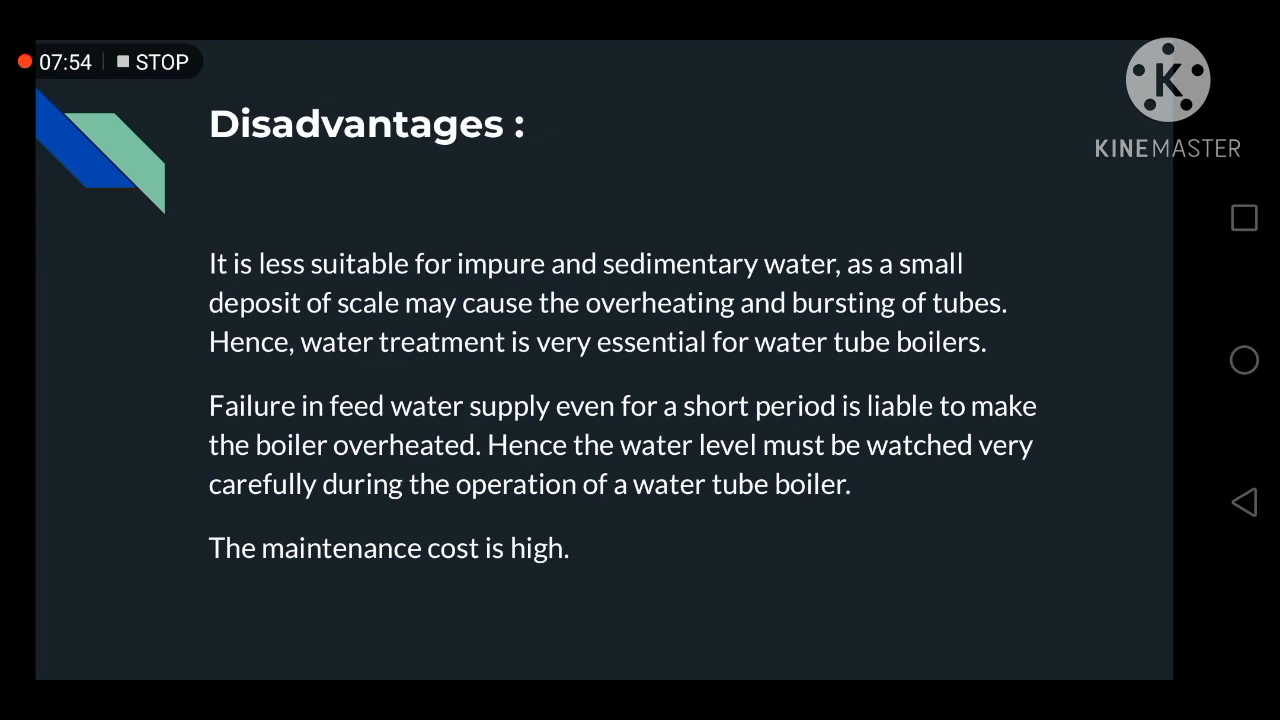 07:54 STOP
K
KINEMASTER
Disadvantages :
It is less suitable for impure and sedimentary water, as a small
deposit of scale may cause the overheating and bursting of tubes.
Hence, water treatment is very essential for water tube boilers.
Failure in feed water supply even for a short period is liable to make
the boiler overheated. Hence the water level must be watched very
carefully during the operation of a water tube boiler.
The maintenance cost is high.